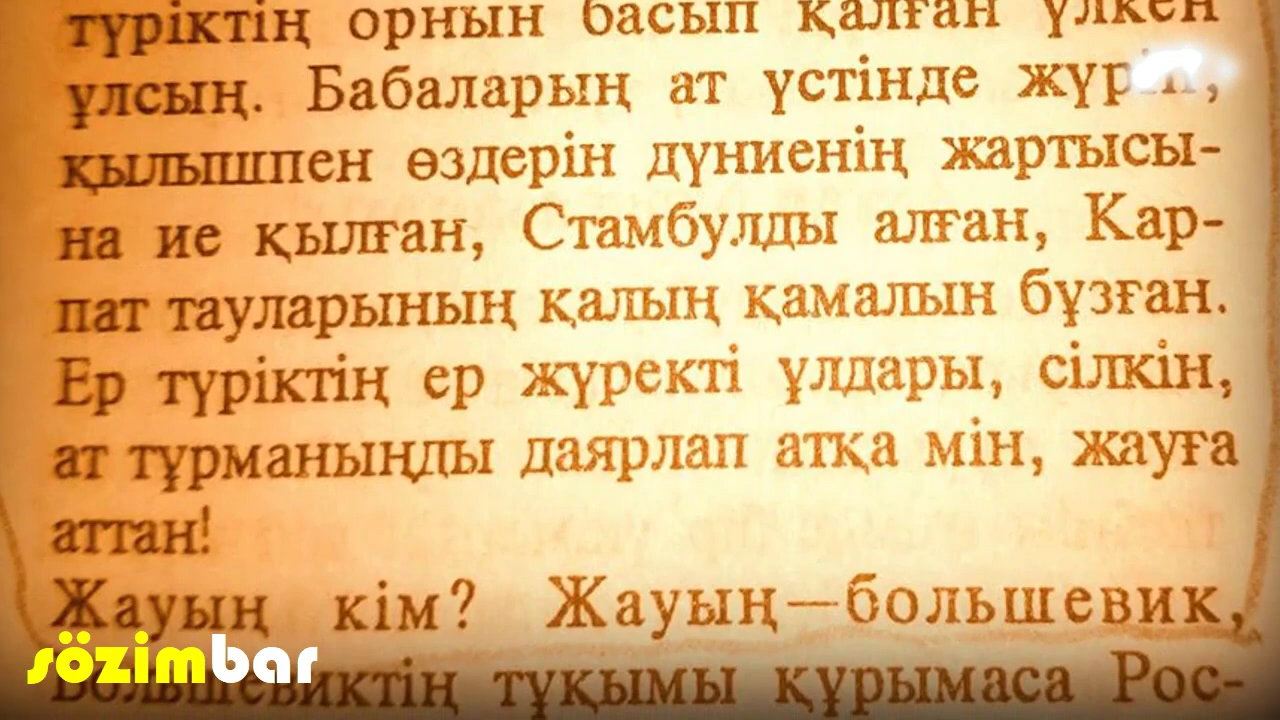 түріктің орнын басып қалған үлкен
ұлсың. Бабаларың ат үстінде жүріп,
қылышпен өздерін дүниенің жартысы-
на ие қылған, Стамбулды алған, Кар-
пат тауларының қалың қамалын бұзған.
Ер түріктің ер жүректі ұлдары, сілкін,
ат тұрманыңды даярлап атқа мін, жауға
аттан!
Жауың кім? Жауың—большевик,
sözimbar
Большевиктің тұқымы құрымаса Рос-